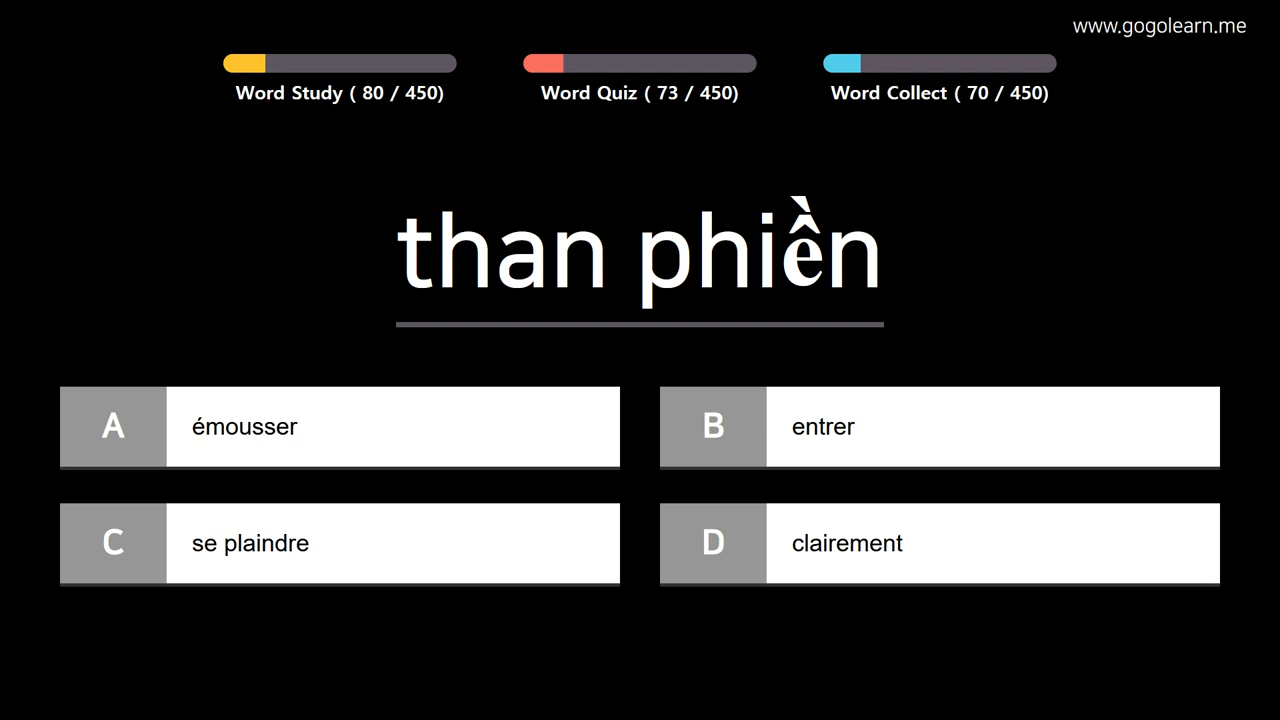 www.gogolearn.me
Word Study ( 80 / 450)
Word Quiz ( 73 / 450)
Word Collect ( 70 / 450)
than phiền
A émousser
B entrer
C se plaindre
D clairement